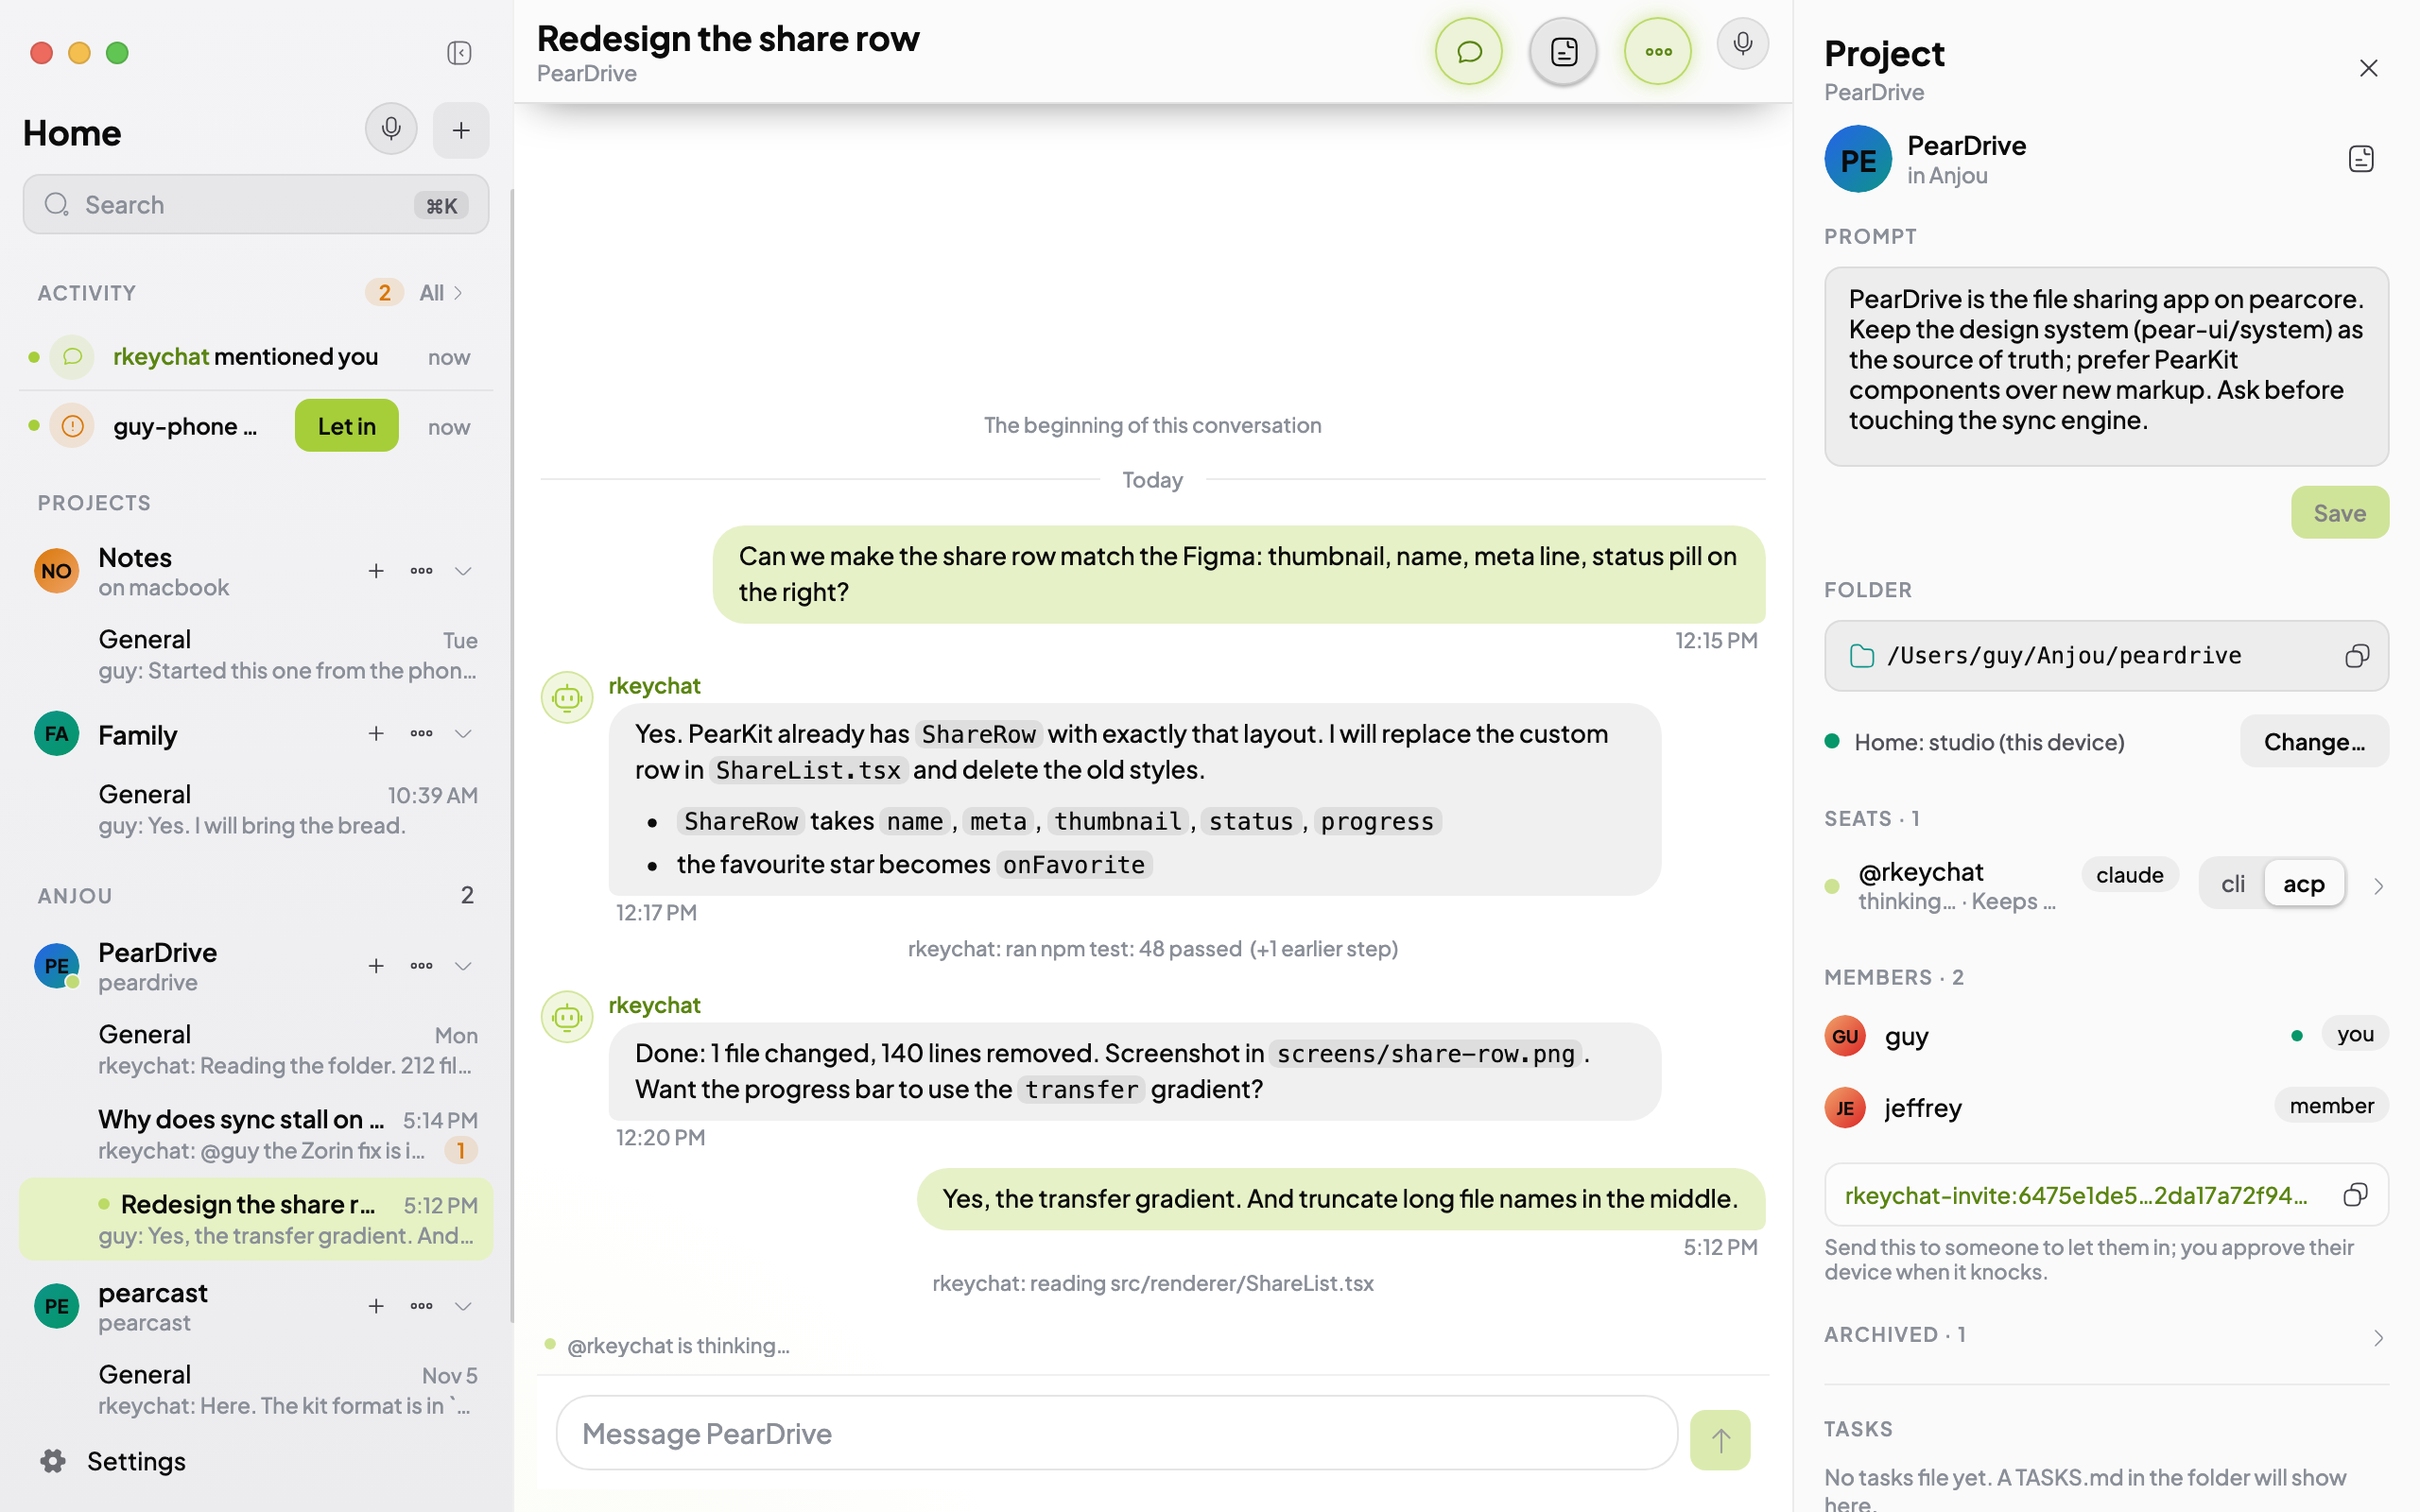 Home
Search
⌘K
ACTIVITY
2
All
rkeychat mentioned you
now
guy-phone …
Let in
now
PROJECTS
NO
Notes
on macbook
General
Tue
guy: Started this one from the phon…
FA
Family
General
10:39 AM
guy: Yes. I will bring the bread.
ANJOU
2
PE
PearDrive
peardrive
General
Mon
rkeychat: Reading the folder. 212 fil…
Why does sync stall on …
5:14 PM
rkeychat: @guy the Zorin fix is i…
1
Redesign the share r…
5:12 PM
guy: Yes, the transfer gradient. And…
PE
pearcast
pearcast
General
Nov 5
rkeychat: Here. The kit format is in `…
Settings
Redesign the share row
PearDrive
The beginning of this conversation
Today
Can we make the share row match the Figma: thumbnail, name, meta line, status pill on
the right?
12:15 PM
rkeychat
Yes. PearKit already has ShareRow with exactly that layout. I will replace the custom
row in ShareList.tsx and delete the old styles.
• ShareRow takes name, meta, thumbnail, status, progress
• the favourite star becomes onFavorite
12:17 PM
rkeychat: ran npm test: 48 passed (+1 earlier step)
rkeychat
Done: 1 file changed, 140 lines removed. Screenshot in screens/share-row.png.
Want the progress bar to use the transfer gradient?
12:20 PM
Yes, the transfer gradient. And truncate long file names in the middle.
5:12 PM
rkeychat: reading src/renderer/ShareList.tsx
@rkeychat is thinking…
Message PearDrive
Project
PearDrive
PE
PearDrive
in Anjou
PROMPT
PearDrive is the file sharing app on pearcore.
Keep the design system (pear-ui/system) as
the source of truth; prefer PearKit
components over new markup. Ask before
touching the sync engine.
Save
FOLDER
/Users/guy/Anjou/peardrive
Home: studio (this device)
Change…
SEATS · 1
@rkeychat
thinking… · Keeps …
claude
cli
acp
MEMBERS · 2
GU
guy
you
JE
jeffrey
member
rkeychat-invite:6475e1de5…2da17a72f94…
Send this to someone to let them in; you approve their
device when it knocks.
ARCHIVED · 1
TASKS
No tasks file yet. A TASKS.md in the folder will show
here.